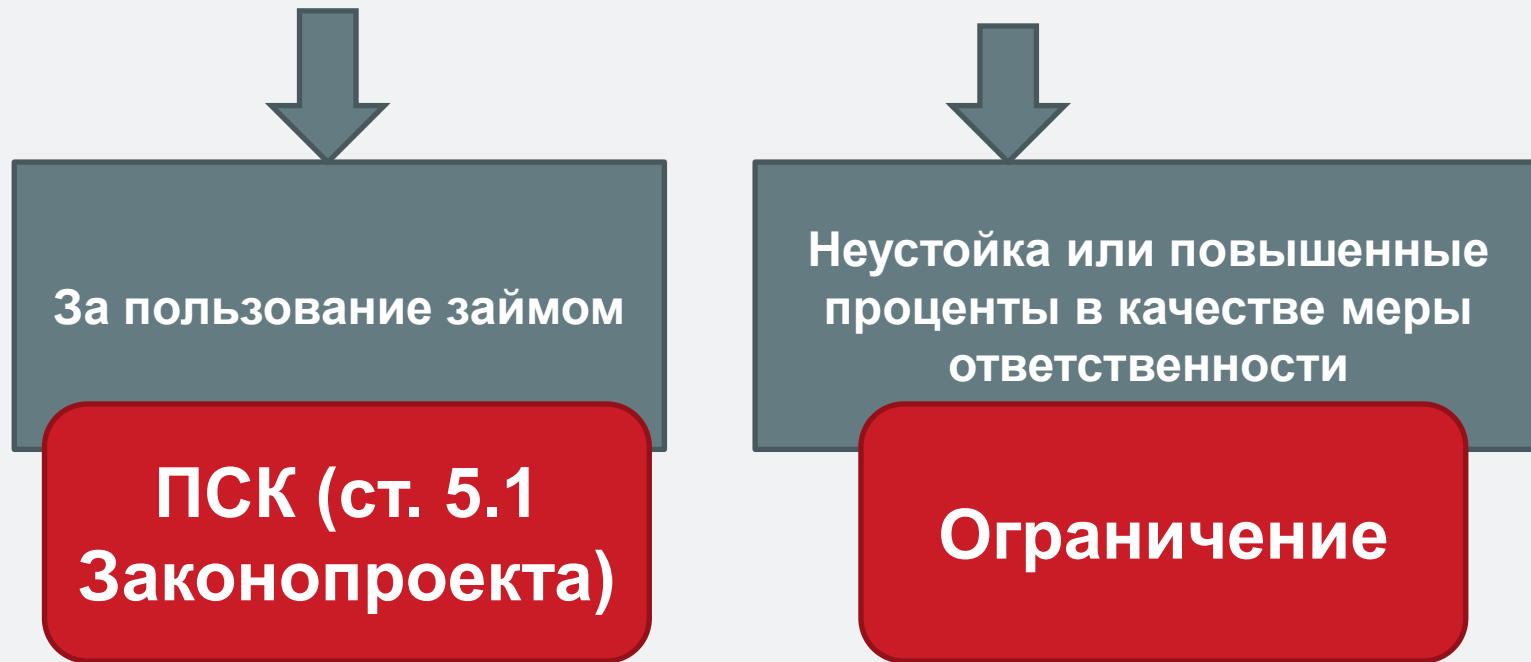 За пользование займом
ПСК (ст. 5.1
Законопроекта)
Неустойка или повышенные
проценты в качестве меры
ответственности
Ограничение